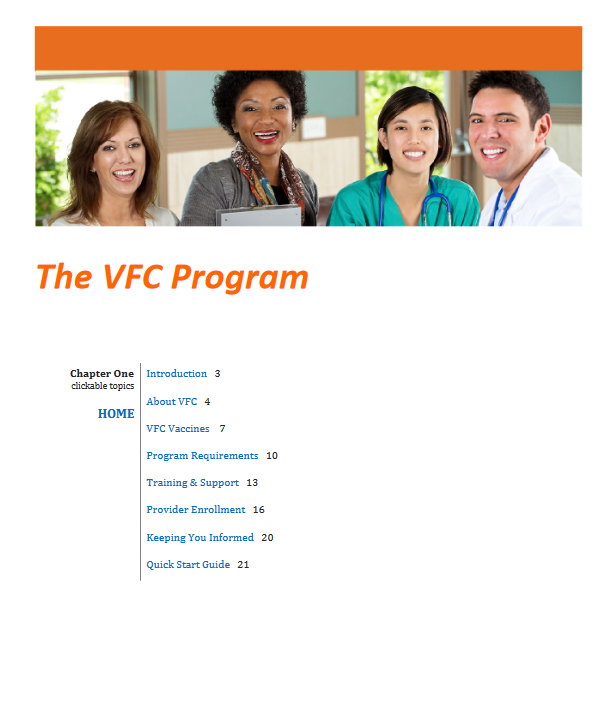 The VFC Program
Chapter One
clickable topics
HOME
Introduction 3
About VFC 4
VFC Vaccines 7
Program Requirements 10
Training & Support 13
Provider Enrollment 16
Keeping You Informed 20
Quick Start Guide 21